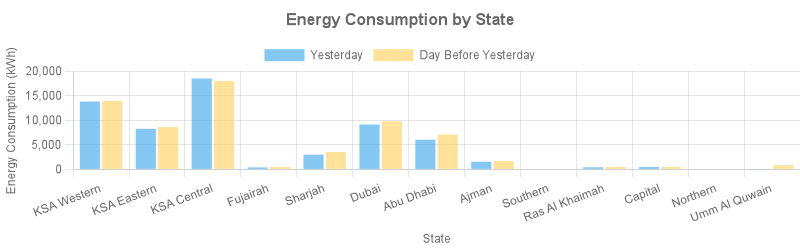 Energy Consumption by State
Yesterday
Day Before Yesterday
Energy Consumption (kWh)
20,000
15,000
10,000
5,000
0
KSA Western
KSA Eastern
KSA Central
Fujairah
Sharjah
Dubai
Abu Dhabi
Ajman
Southern
Ras Al Khaimah
Capital
Northern
Umm Al Quwain
State